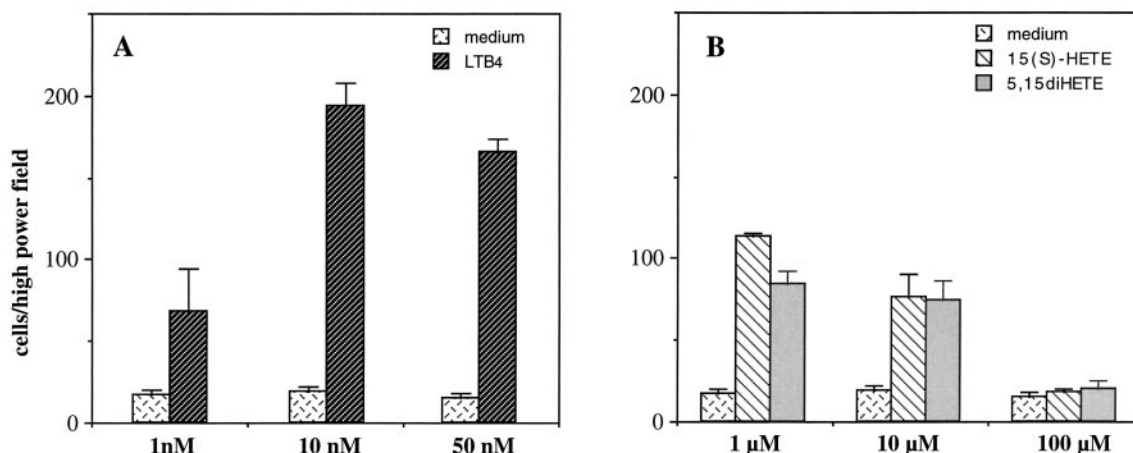 A
medium
LTB4
200
100
0
cells/high power field
1nM
10 nM
50 nM
B
medium
15(S)-HETE
5,15diHETE
200
100
0
1 µM
10 µM
100 µM